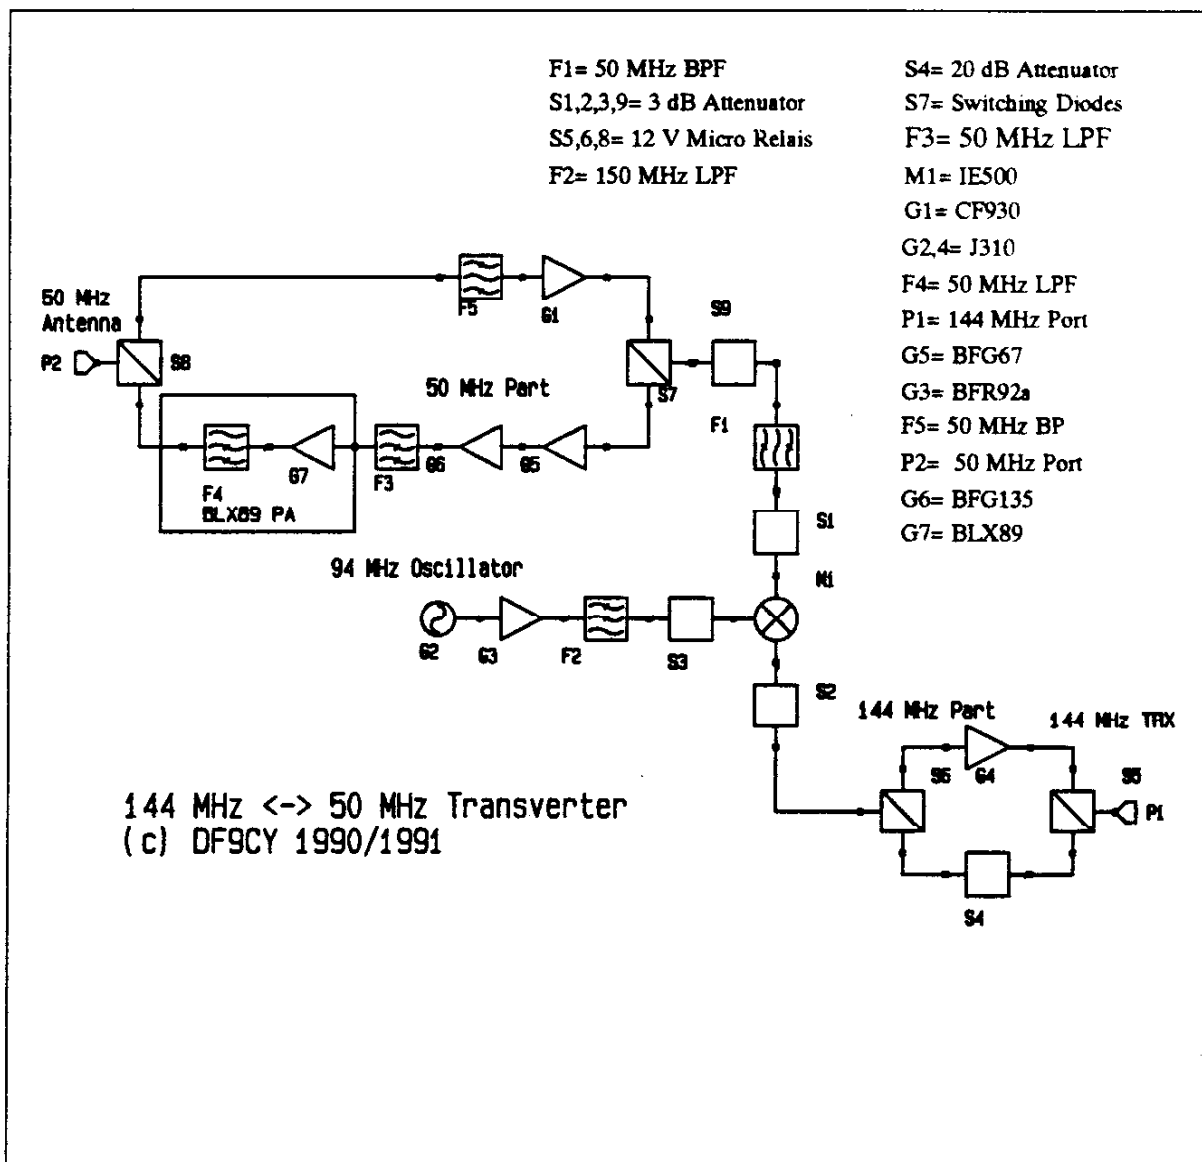 F1= 50 MHz BPF
S1,2,3,9= 3 dB Attenuator
S5,6,8= 12 V Micro Relais
F2= 150 MHz LPF
S4= 20 dB Attenuator
S7= Switching Diodes
F3= 50 MHz LPF
M1= IE500
G1= CF930
G2,4= J310
F4= 50 MHz LPF
P1= 144 MHz Port
G5= BFG67
G3= BFR92a
F5= 50 MHz BP
P2= 50 MHz Port
G6= BFG135
G7= BLX89
50 MHz
Antenna
P2
S8
F5
G1
S9
S7
50 MHz Part
F1
G7
F3
G6
G5
F4
BLX89 PA
S1
94 MHz Oscillator
M1
G2
G3
F2
S3
S2
144 MHz Part
144 MHz TRX
S6
G4
S5
P1
S4
144 MHz <-> 50 MHz Transverter
(c) DF9CY 1990/1991